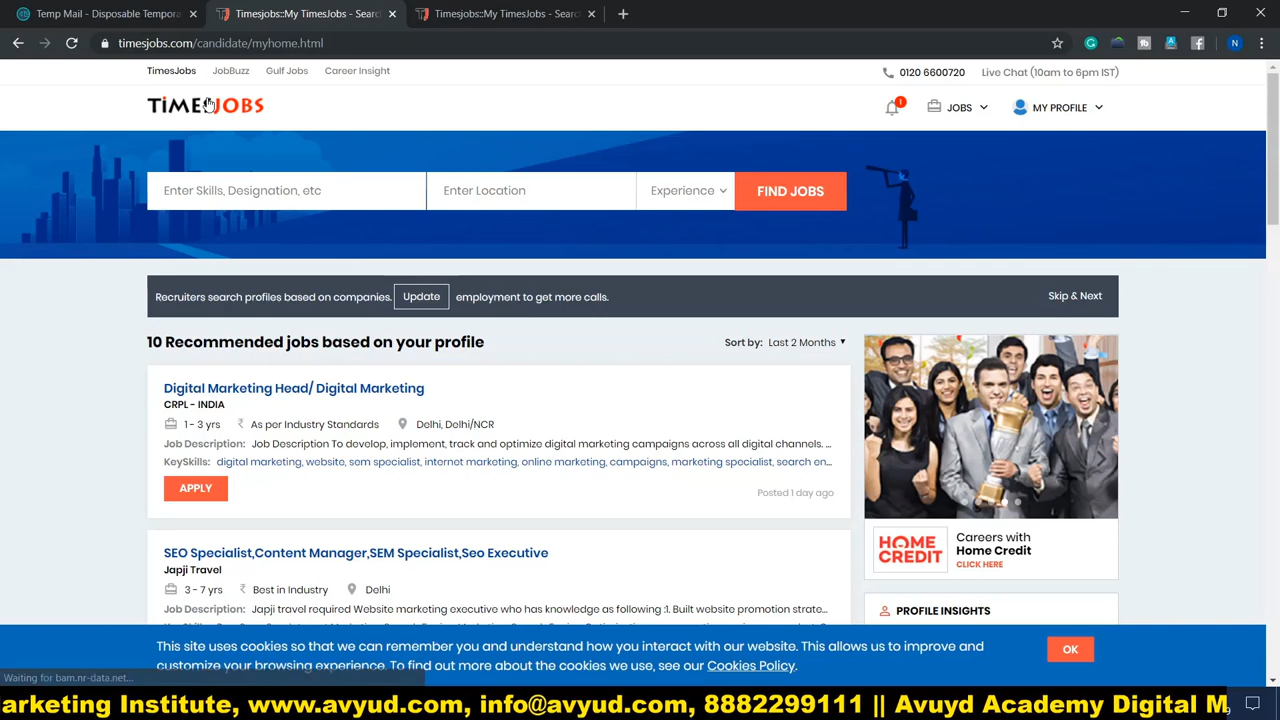 Temp Mail - Disposable Tempora
Timesjobs::My TimesJobs - Searc
Timesjobs::My TimesJobs - Searc
timesjobs.com/candidate/myhome.html
TimesJobs JobBuzz Gulf Jobs Career Insight
0120 6600720 Live Chat (10am to 6pm IST)
TIMESJOBS
1
JOBS
MY PROFILE
Enter Skills, Designation, etc
Enter Location
Experience
FIND JOBS
Recruiters search profiles based on companies. Update employment to get more calls.
Skip & Next
10 Recommended jobs based on your profile
Sort by: Last 2 Months
Digital Marketing Head/ Digital Marketing
CRPL - INDIA
1 - 3 yrs ₹ As per Industry Standards Delhi, Delhi/NCR
Job Description: Job Description To develop, implement, track and optimize digital marketing campaigns across all digital channels. ...
KeySkills: digital marketing, website, sem specialist, internet marketing, online marketing, campaigns, marketing specialist, search en...
APPLY
Posted 1 day ago
SEO Specialist,Content Manager,SEM Specialist,Seo Executive
Japji Travel
3 - 7 yrs ₹ Best in Industry Delhi
Job Description: Japji travel required Website marketing executive who has knowledge as following :1. Built website promotion strate...
HOME CREDIT
Careers with
Home Credit
CLICK HERE
PROFILE INSIGHTS
This site uses cookies so that we can remember you and understand how you interact with our website. This allows us to improve and
customize your browsing experience. To find out more about the cookies we use, see our Cookies Policy.
OK
Waiting for bam.nr-data.net...
arketing Institute, www.avyud.com, info@avyud.com, 8882299111 || Avuyd Academy Digital M